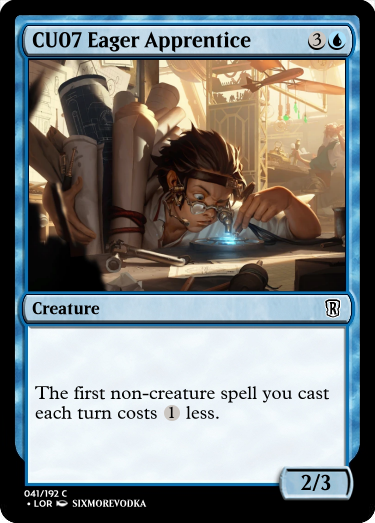 CU07 Eager Apprentice 3
Creature R
The first non-creature spell you cast
each turn costs 1 less.
2/3
041/192 C
• LOR SIXMOREVODKA